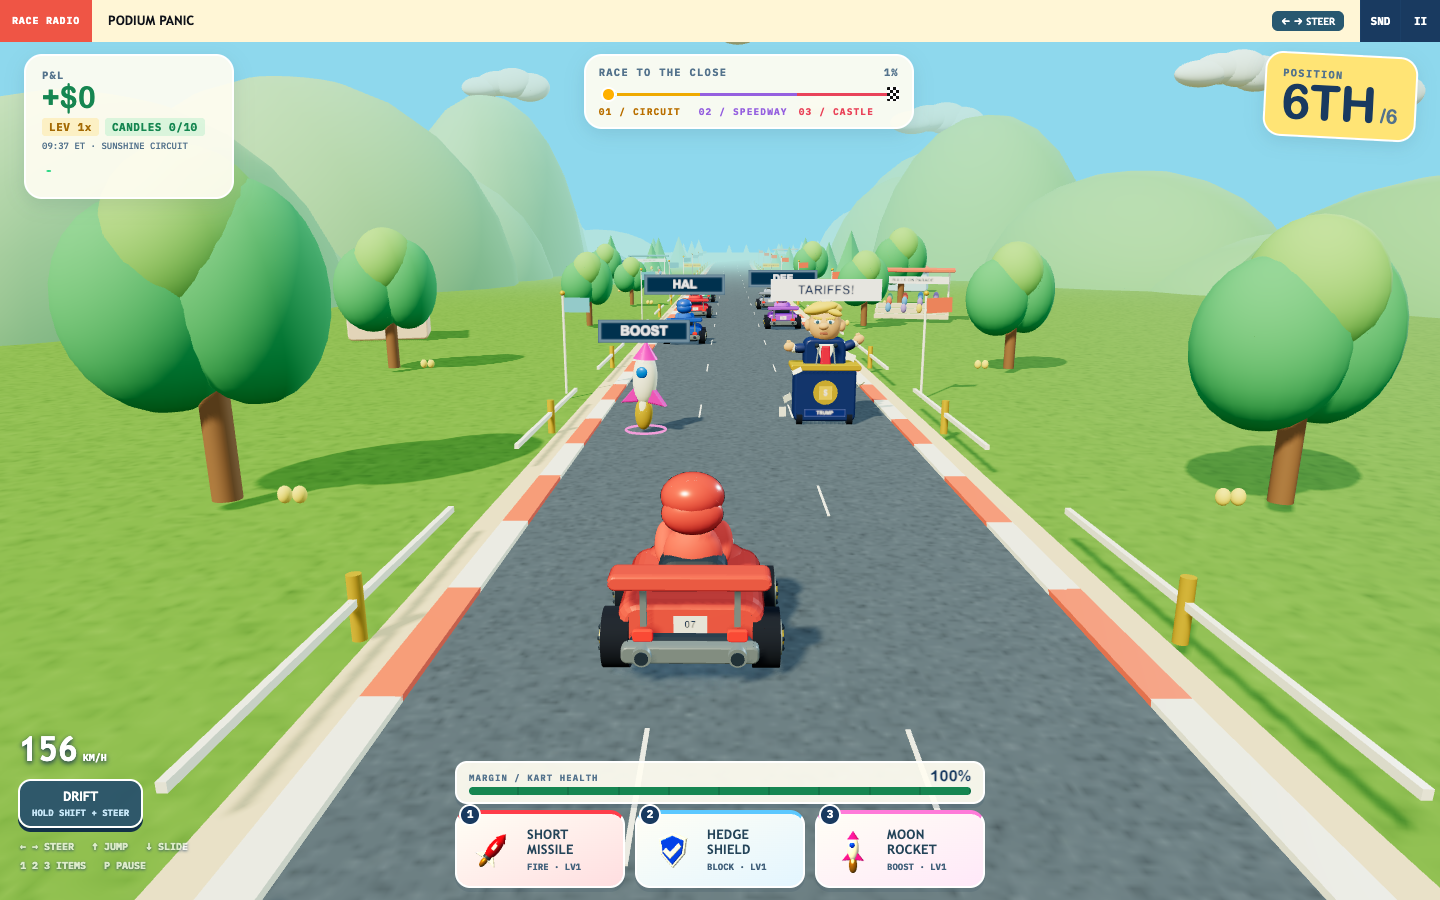 RACE RADIO
PODIUM PANIC
← → STEER
SND
II
P&L
+$0
LEV 1x
CANDLES 0/10
09:37 ET · SUNSHINE CIRCUIT
-
RACE TO THE CLOSE
1%
01 / CIRCUIT
02 / SPEEDWAY
03 / CASTLE
POSITION
6TH/6
HAL
TARIFFS!
BOOST
TRUMP
07
156 KM/H
DRIFT
HOLD SHIFT + STEER
← → STEER
↑ JUMP
↓ SLIDE
1 2 3 ITEMS
P PAUSE
MARGIN / KART HEALTH
100%
1
SHORT
MISSILE
FIRE · LV1
2
HEDGE
SHIELD
BLOCK · LV1
3
MOON
ROCKET
BOOST · LV1